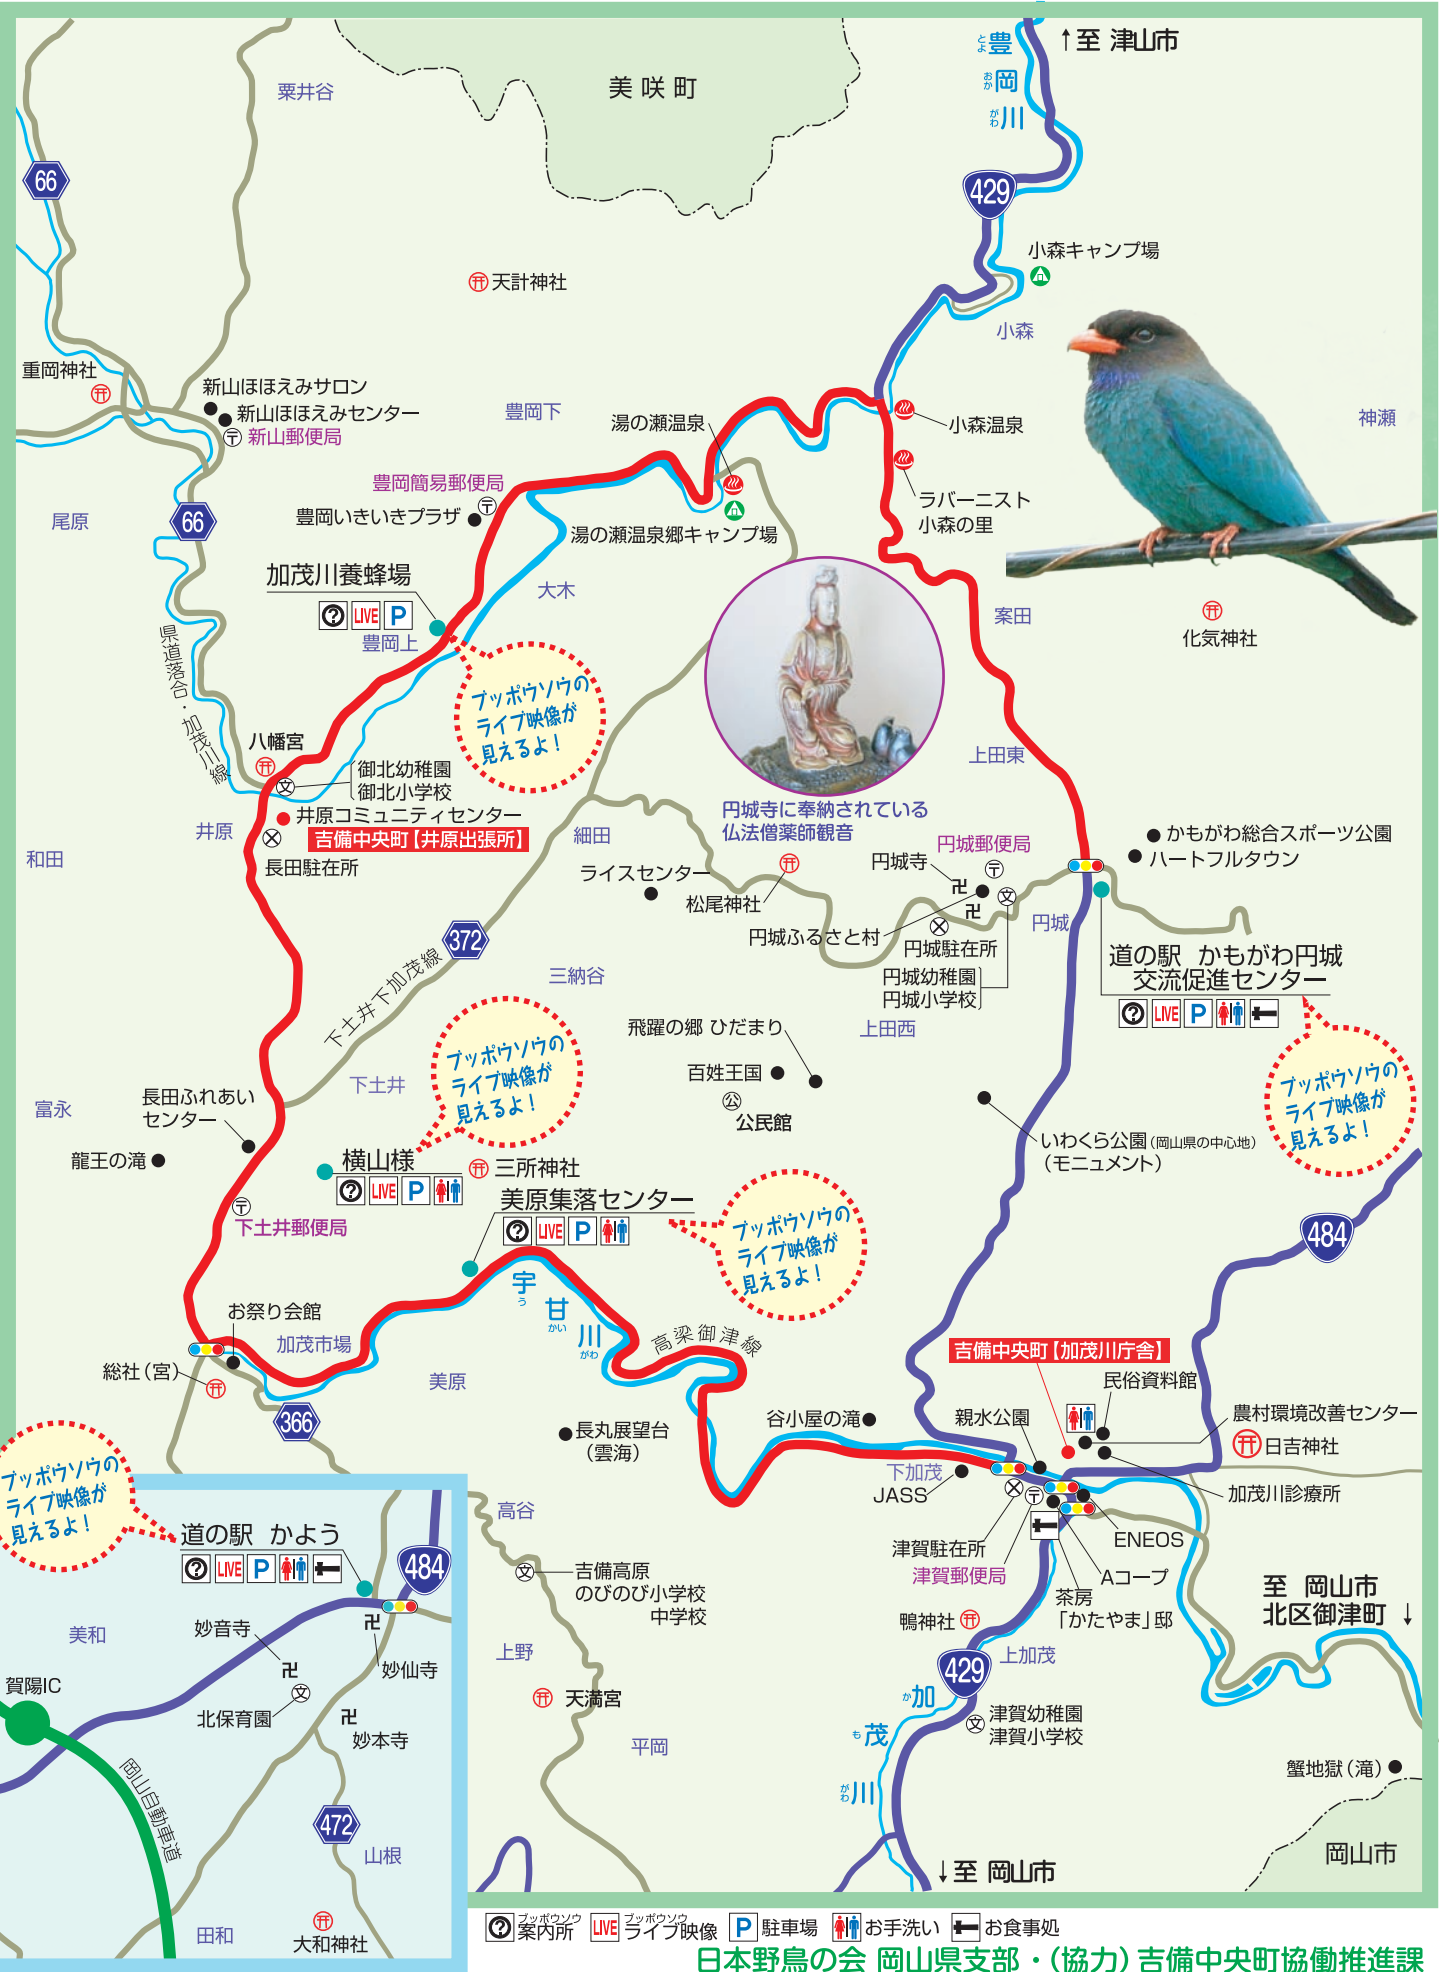 ↑至 津山市
とよ
豊
おか
岡
がわ
川
美咲町
粟井谷
66
429
小森キャンプ場
天計神社
小森
重岡神社
新山ほほえみサロン
新山ほほえみセンター
新山郵便局
豊岡下
湯の瀬温泉
小森温泉
神瀬
豊岡簡易郵便局
豊岡いきいきプラザ
ラバーニスト
小森の里
尾原
66
湯の瀬温泉郷キャンプ場
加茂川養蜂場
? LIVE P
大木
案田
化気神社
豊岡上
県道落合・加茂川線
ブッポウソウの
ライブ映像が
見えるよ!
八幡宮
御北幼稚園
御北小学校
上田東
井原コミュニティセンター
吉備中央町【井原出張所】
井原
長田駐在所
和田
円城寺に奉納されている
仏法僧薬師観音
細田
ライスセンター
松尾神社
円城寺
円城郵便局
かもがわ総合スポーツ公園
ハートフルタウン
円城ふるさと村
円城駐在所
円城
円城幼稚園
円城小学校
道の駅 かもがわ円城
交流促進センター
? LIVE P
372
下土井下加茂線
三納谷
上田西
飛躍の郷 ひだまり
百姓王国
公民館
ブッポウソウの
ライブ映像が
見えるよ!
ブッポウソウの
ライブ映像が
見えるよ!
下土井
富永
長田ふれあい
センター
龍王の滝
いわくら公園(岡山県の中心地)
(モニュメント)
横山様
? LIVE P
三所神社
美原集落センター
? LIVE P
ブッポウソウの
ライブ映像が
見えるよ!
下土井郵便局
484
宇
う
甘
かい
川
がわ
高梁御津線
お祭り会館
加茂市場
総社(宮)
美原
366
吉備中央町【加茂川庁舎】
民俗資料館
農村環境改善センター
日吉神社
加茂川診療所
谷小屋の滝
親水公園
長丸展望台
(雲海)
下加茂
JASS
ENEOS
津賀駐在所
津賀郵便局
Aコープ
茶房
「かたやま」邸
鴨神社
至 岡山市
北区御津町 ↓
ブッポウソウの
ライブ映像が
見えるよ!
道の駅 かよう
? LIVE P
484
高谷
吉備高原
のびのび小学校
中学校
美和
妙音寺
妙仙寺
賀陽IC
北保育園
妙本寺
岡山自動車道
472
山根
田和
大和神社
上野
天満宮
平岡
429
上加茂
か
加
も
茂
がわ
川
津賀幼稚園
津賀小学校
蟹地獄(滝)
岡山市
↓至 岡山市
? ブッポウソウ
案内所
LIVE ブッポウソウ
ライブ映像
P 駐車場
お手洗い
お食事処
日本野鳥の会 岡山県支部・(協力)吉備中央町協働推進課